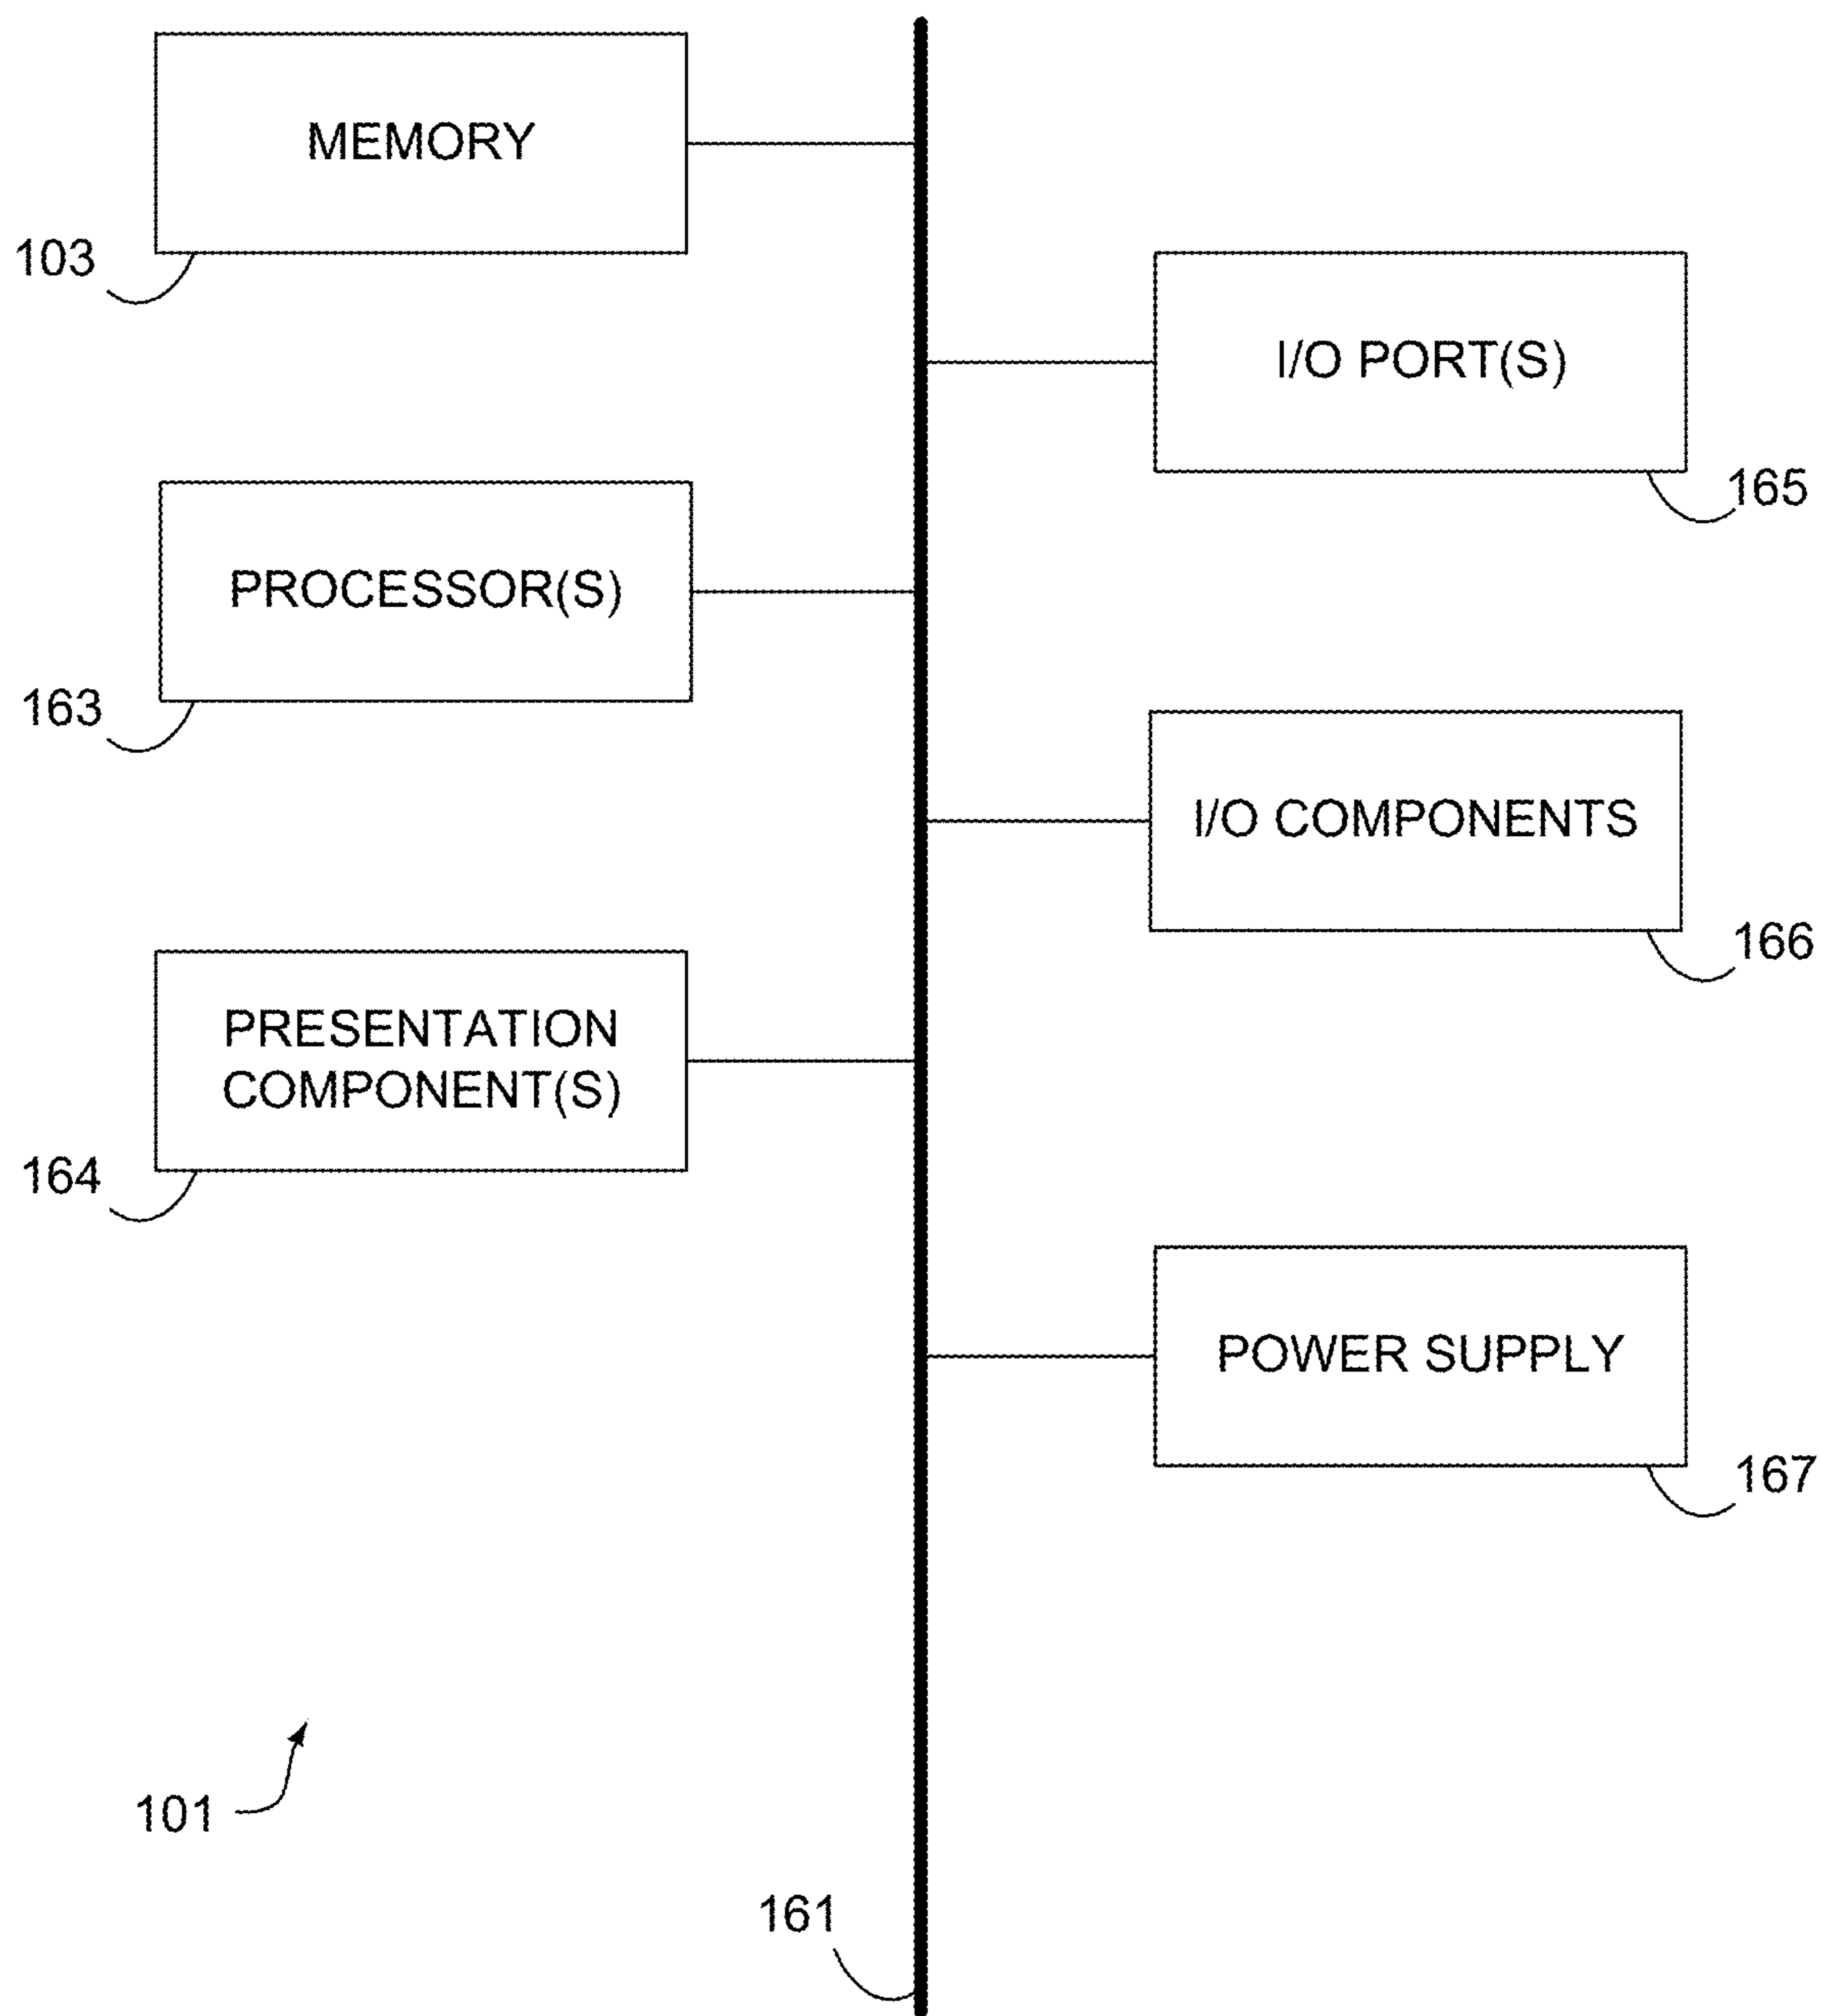 MEMORY
103
I/O PORT(S)
165
PROCESSOR(S)
163
I/O COMPONENTS
166
PRESENTATION
COMPONENT(S)
164
POWER SUPPLY
167
101
161